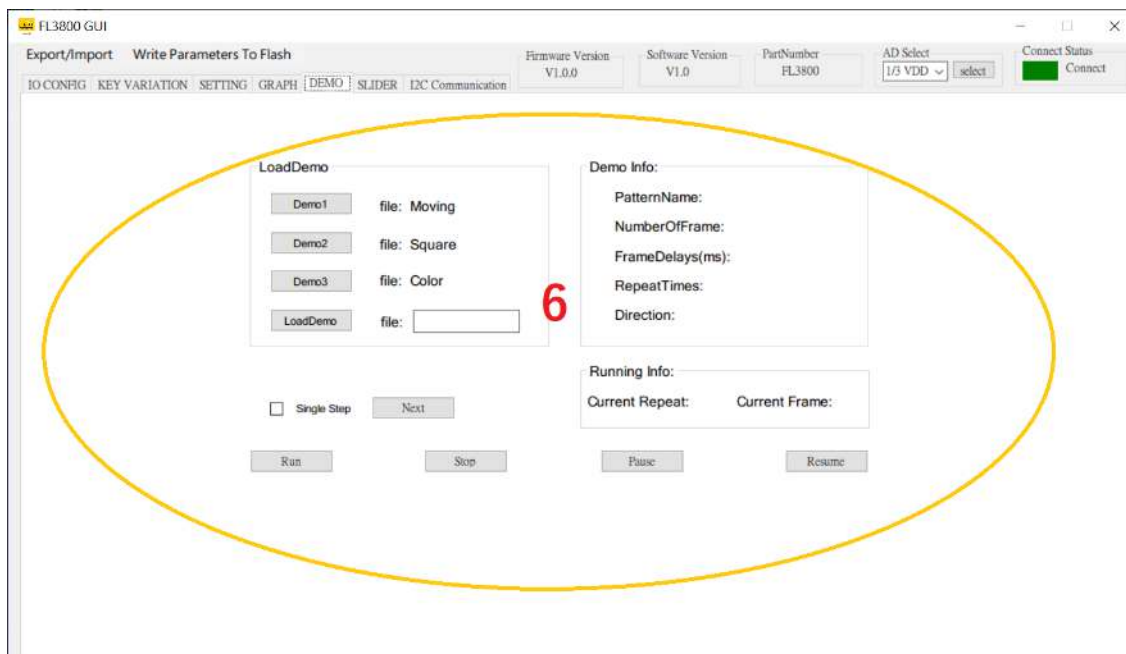 FL3800 GUI
Export/Import Write Parameters To Flash
Firmware Version
V1.0.0
Software Version
V1.0
PartNumber
FL3800
AD Select
1/3 VDD select
Connect Status
Connect
IO CONFIG KEY VARIATION SETTING GRAPH DEMO SLIDER I2C Communication
LoadDemo
Demo1 file: Moving
Demo2 file: Square
Demo3 file: Color
LoadDemo file:
6
Demo Info:
PatternName:
NumberOfFrame:
FrameDelays(ms):
RepeatTimes:
Direction:
Running Info:
Current Repeat: Current Frame:
Single Step Next
Run Stop Pause Resume